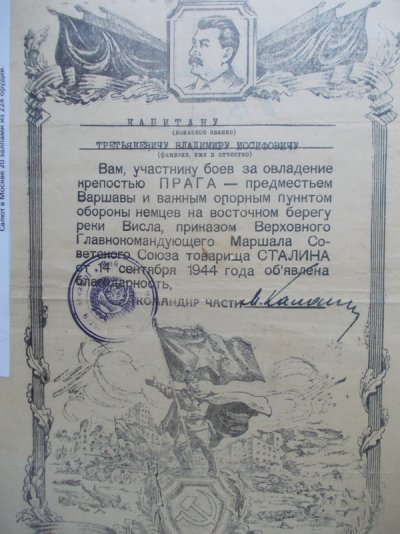 Салют в Москве 20 залпами из 224 орудий.
КАПИТАНУ
(воинское звание)
ТРЕТЬЯКЕВИЧУ ВЛАДИМИРУ ИОСИФОВИЧУ
(фамилия, имя и отчество)
Вам, участнику боев за овладение
крепостью ПРАГА — предместьем
Варшавы и важным опорным пунктом
обороны немцев на восточном берегу
реки Висла, приказом Верховного
Главнокомандующего Маршала Со-
ветского Союза товарища СТАЛИНА
от 14 сентября 1944 года об'явлена
благодарность,
КОМАНДИР ЧАСТИ